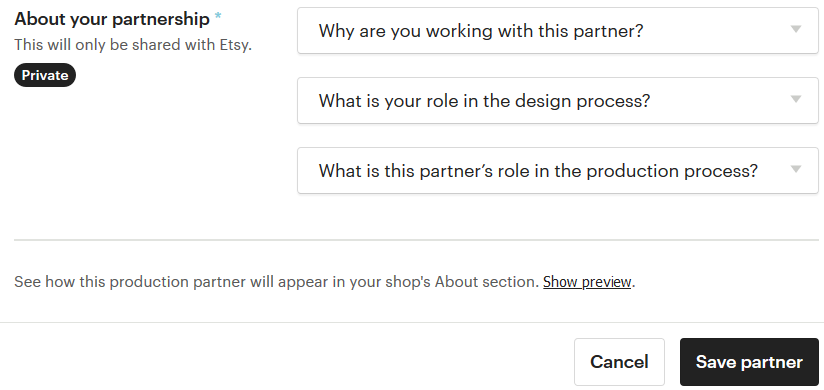 About your partnership *
This will only be shared with Etsy.
Private
Why are you working with this partner?
What is your role in the design process?
What is this partner’s role in the production process?
See how this production partner will appear in your shop's About section. Show preview.
Cancel
Save partner